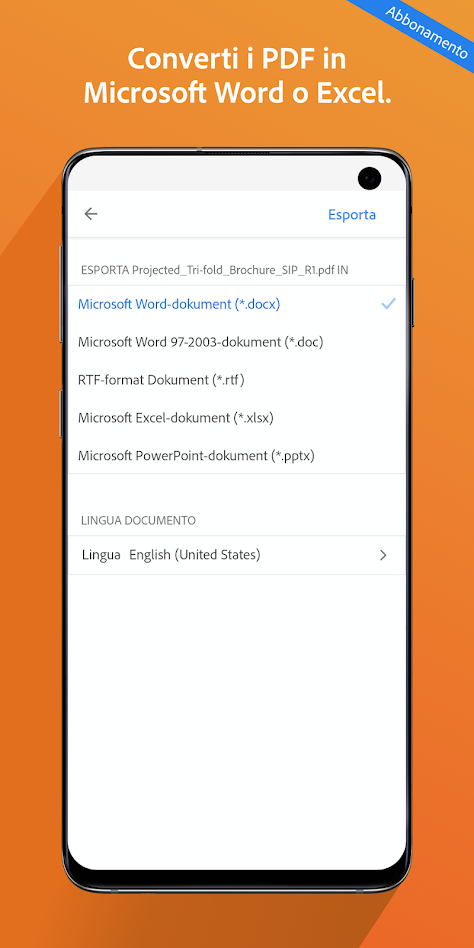 Abbonamento
Converti i PDF in
Microsoft Word o Excel.
Esporta
ESPORTA Projected_Tri-fold_Brochure_SIP_R1.pdf IN
Microsoft Word-dokument (*.docx)
Microsoft Word 97-2003-dokument (*.doc)
RTF-format Dokument (*.rtf)
Microsoft Excel-dokument (*.xlsx)
Microsoft PowerPoint-dokument (*.pptx)
LINGUA DOCUMENTO
Lingua English (United States)